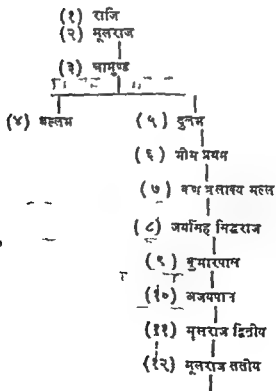 (१) राजि
(२) मूलराज
(३) चामुण्ड
(४) वल्लभ (५) दुर्लभ
(६) भीम प्रथम
(७) त्रैलोक्य मल्ल
(८) जयसिंह सिद्धराज
(९) कुमारपाल
(१०) अजयपाल
(११) मूलराज द्वितीय
(१२) मूलराज